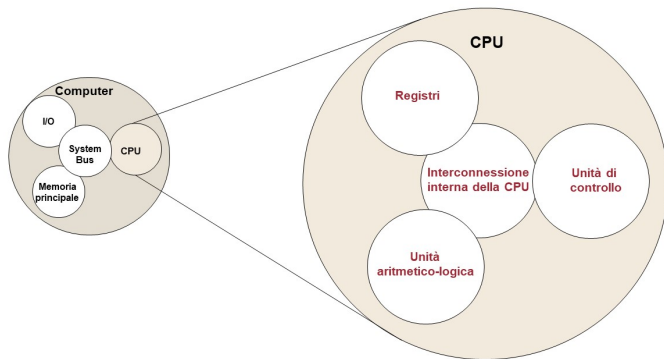 Computer
I/O
System
Bus
CPU
Memoria
principale
CPU
Registri
Interconnessione
interna della CPU
Unità di
controllo
Unità
aritmetico-logica